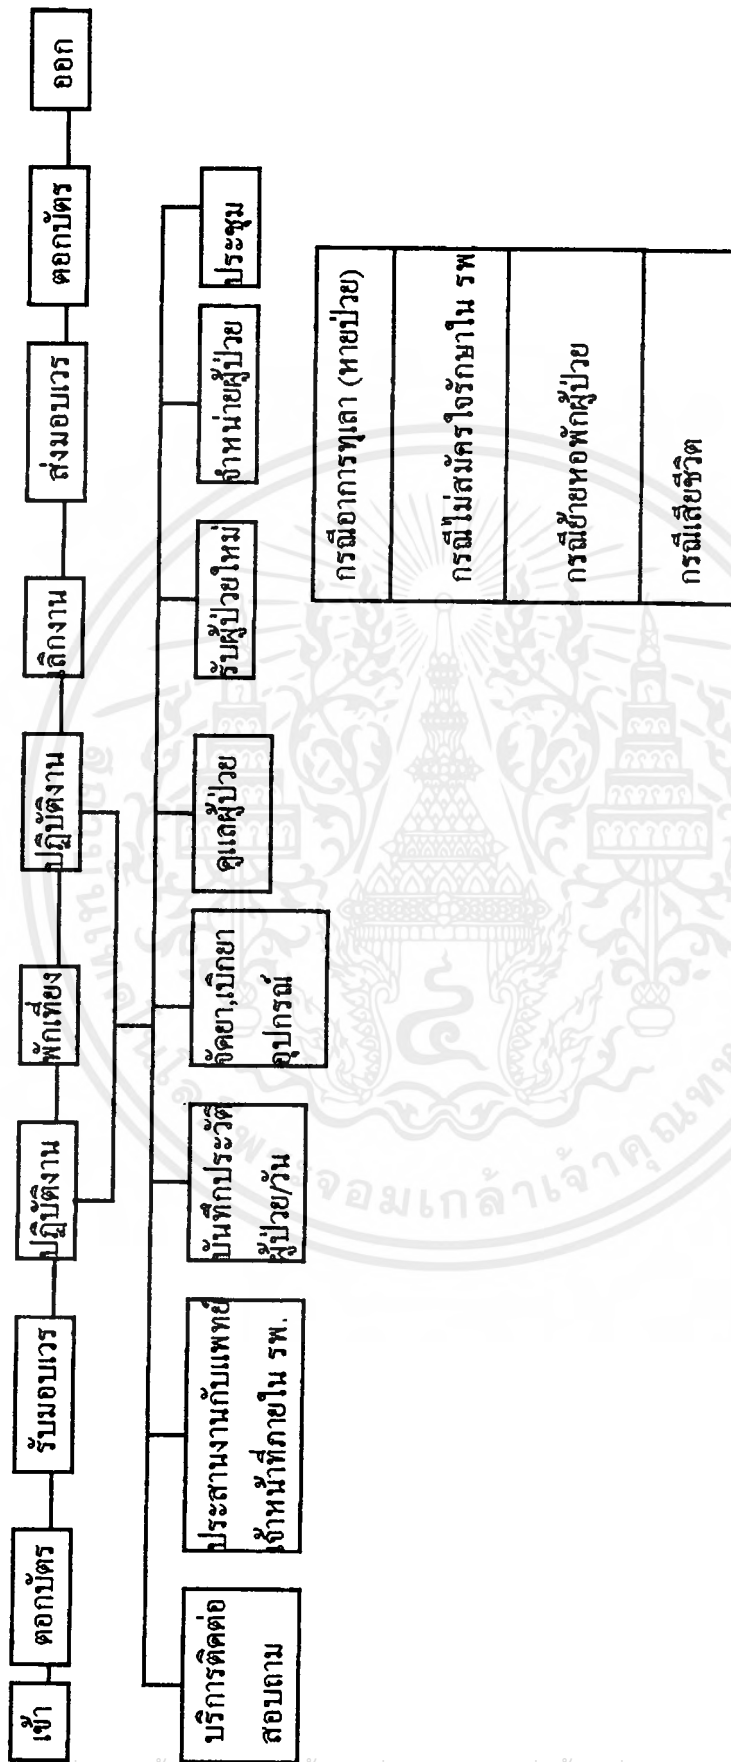 เข้า
ตอกบัตร
รับมอบเวร
ปฏิบัติงาน
พักเที่ยง
ปฏิบัติงาน
เลิกงาน
ส่งมอบเวร
ตอกบัตร
ออก
บริการติดต่อ
สอบถาม
ประสานงานกับแพทย์
เจ้าหน้าที่ภายใน รพ.
บันทึกประวัติ
ผู้ป่วย/วัน
จัดยา,เบิกยา
อุปกรณ์
ดูแลผู้ป่วย
รับผู้ป่วยใหม่
จำหน่ายผู้ป่วย
ประชุม
กรณีอาการทุเลา (หายป่วย)
กรณีไม่สมัครใจรักษาใน รพ
กรณีย้ายหอพักผู้ป่วย
กรณีเสียชีวิต